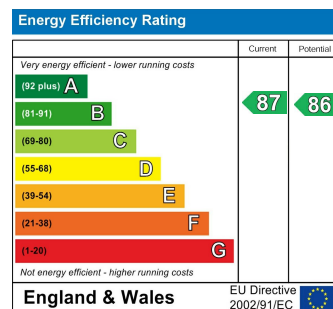 Energy Efficiency Rating
Current Potential
Very energy efficient - lower running costs
(92 plus) A
(81-91) B
87 86
(69-80) C
(55-68) D
(39-54) E
(21-38) F
(1-20) G
Not energy efficient - higher running costs
England & Wales
EU Directive
2002/91/EC